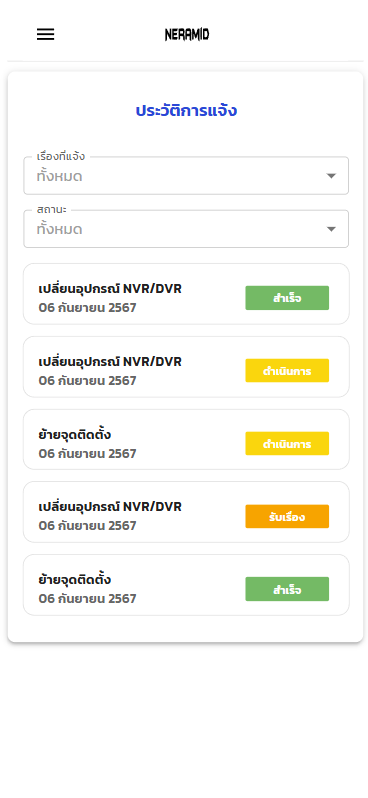 NERAMID
ประวัติการแจ้ง
เรื่องที่แจ้ง
ทั้งหมด
สถานะ
ทั้งหมด
เปลี่ยนอุปกรณ์ NVR/DVR
06 กันยายน 2567
สำเร็จ
เปลี่ยนอุปกรณ์ NVR/DVR
06 กันยายน 2567
ดำเนินการ
ย้ายจุดติดตั้ง
06 กันยายน 2567
ดำเนินการ
เปลี่ยนอุปกรณ์ NVR/DVR
06 กันยายน 2567
รับเรื่อง
ย้ายจุดติดตั้ง
06 กันยายน 2567
สำเร็จ